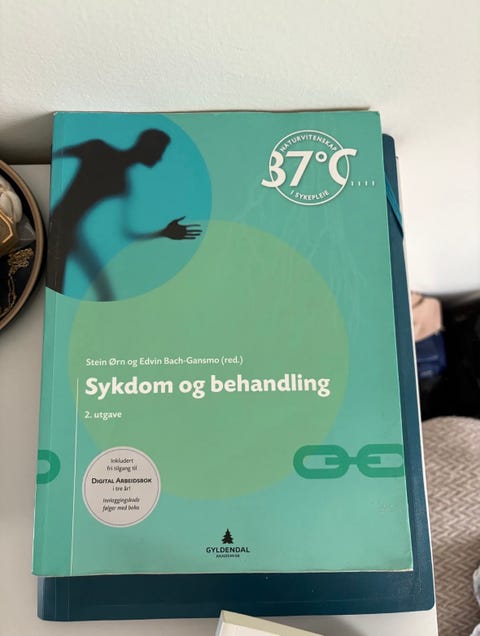 NATURVITENSKAP
37°C
I SYKEPLEIE
Stein Ørn og Edvin Bach-Gansmo (red.)
Sykdom og behandling
2. utgave
Inkludert
fri tilgang til
DIGITAL ARBEIDSBOK
i tre år!
Innloggingskode
følger med boka
GYLDENDAL
AKADEMISK